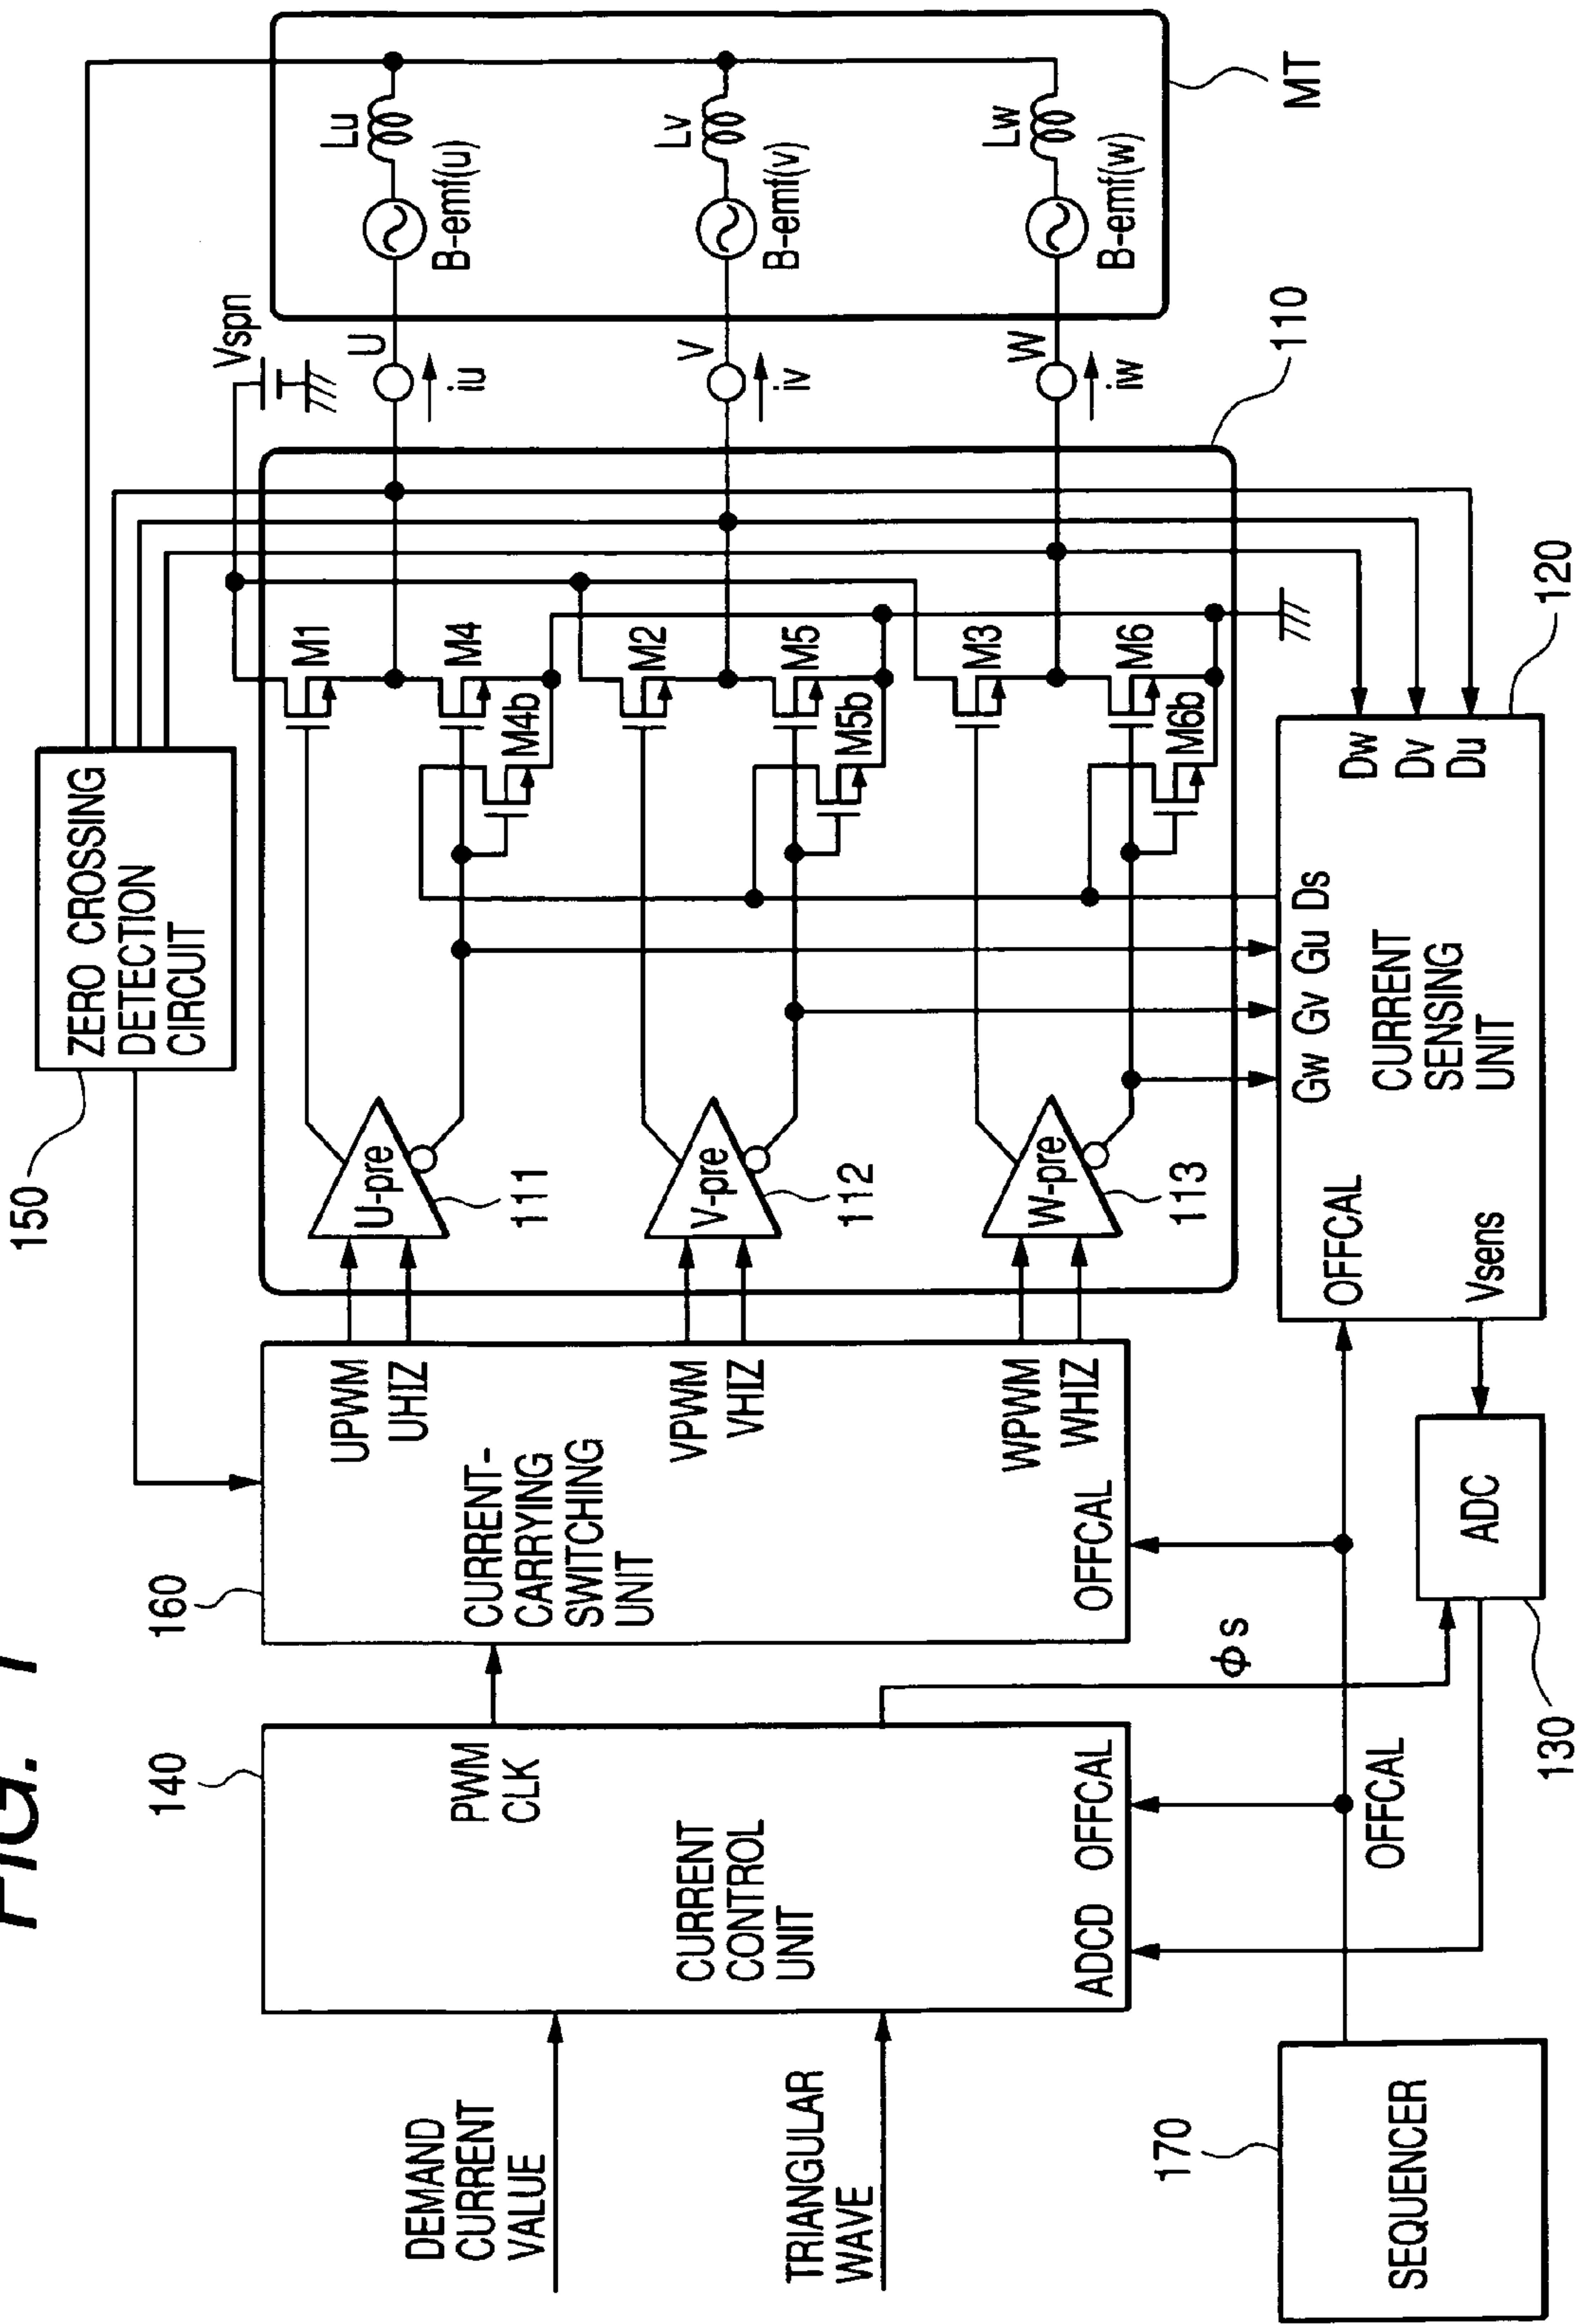 FIG. 1
150
ZERO CROSSING
DETECTION
CIRCUIT
Vspn
140
160
DEMAND
CURRENT
VALUE
TRIANGULAR
WAVE
CURRENT
CONTROL
UNIT
PWM
CLK
ADCD
OFFCAL
CURRENT-
CARRYING
SWITCHING
UNIT
UPWM
UHIZ
VPWM
VHIZ
WPWM
WHIZ
OFFCAL
U-pre
111
V-pre
112
W-pre
113
M1
M4
M4b
M2
M5
M5b
M3
M6
M6b
110
U
iu
V
iv
W
iw
Lu
B-emf(u)
Lv
B-emf(v)
Lw
B-emf(w)
MT
170
SEQUENCER
OFFCAL
ϕs
130
ADC
OFFCAL
Vsens
Gw
Gv
Gu
Ds
CURRENT
SENSING
UNIT
Dw
Dv
Du
120